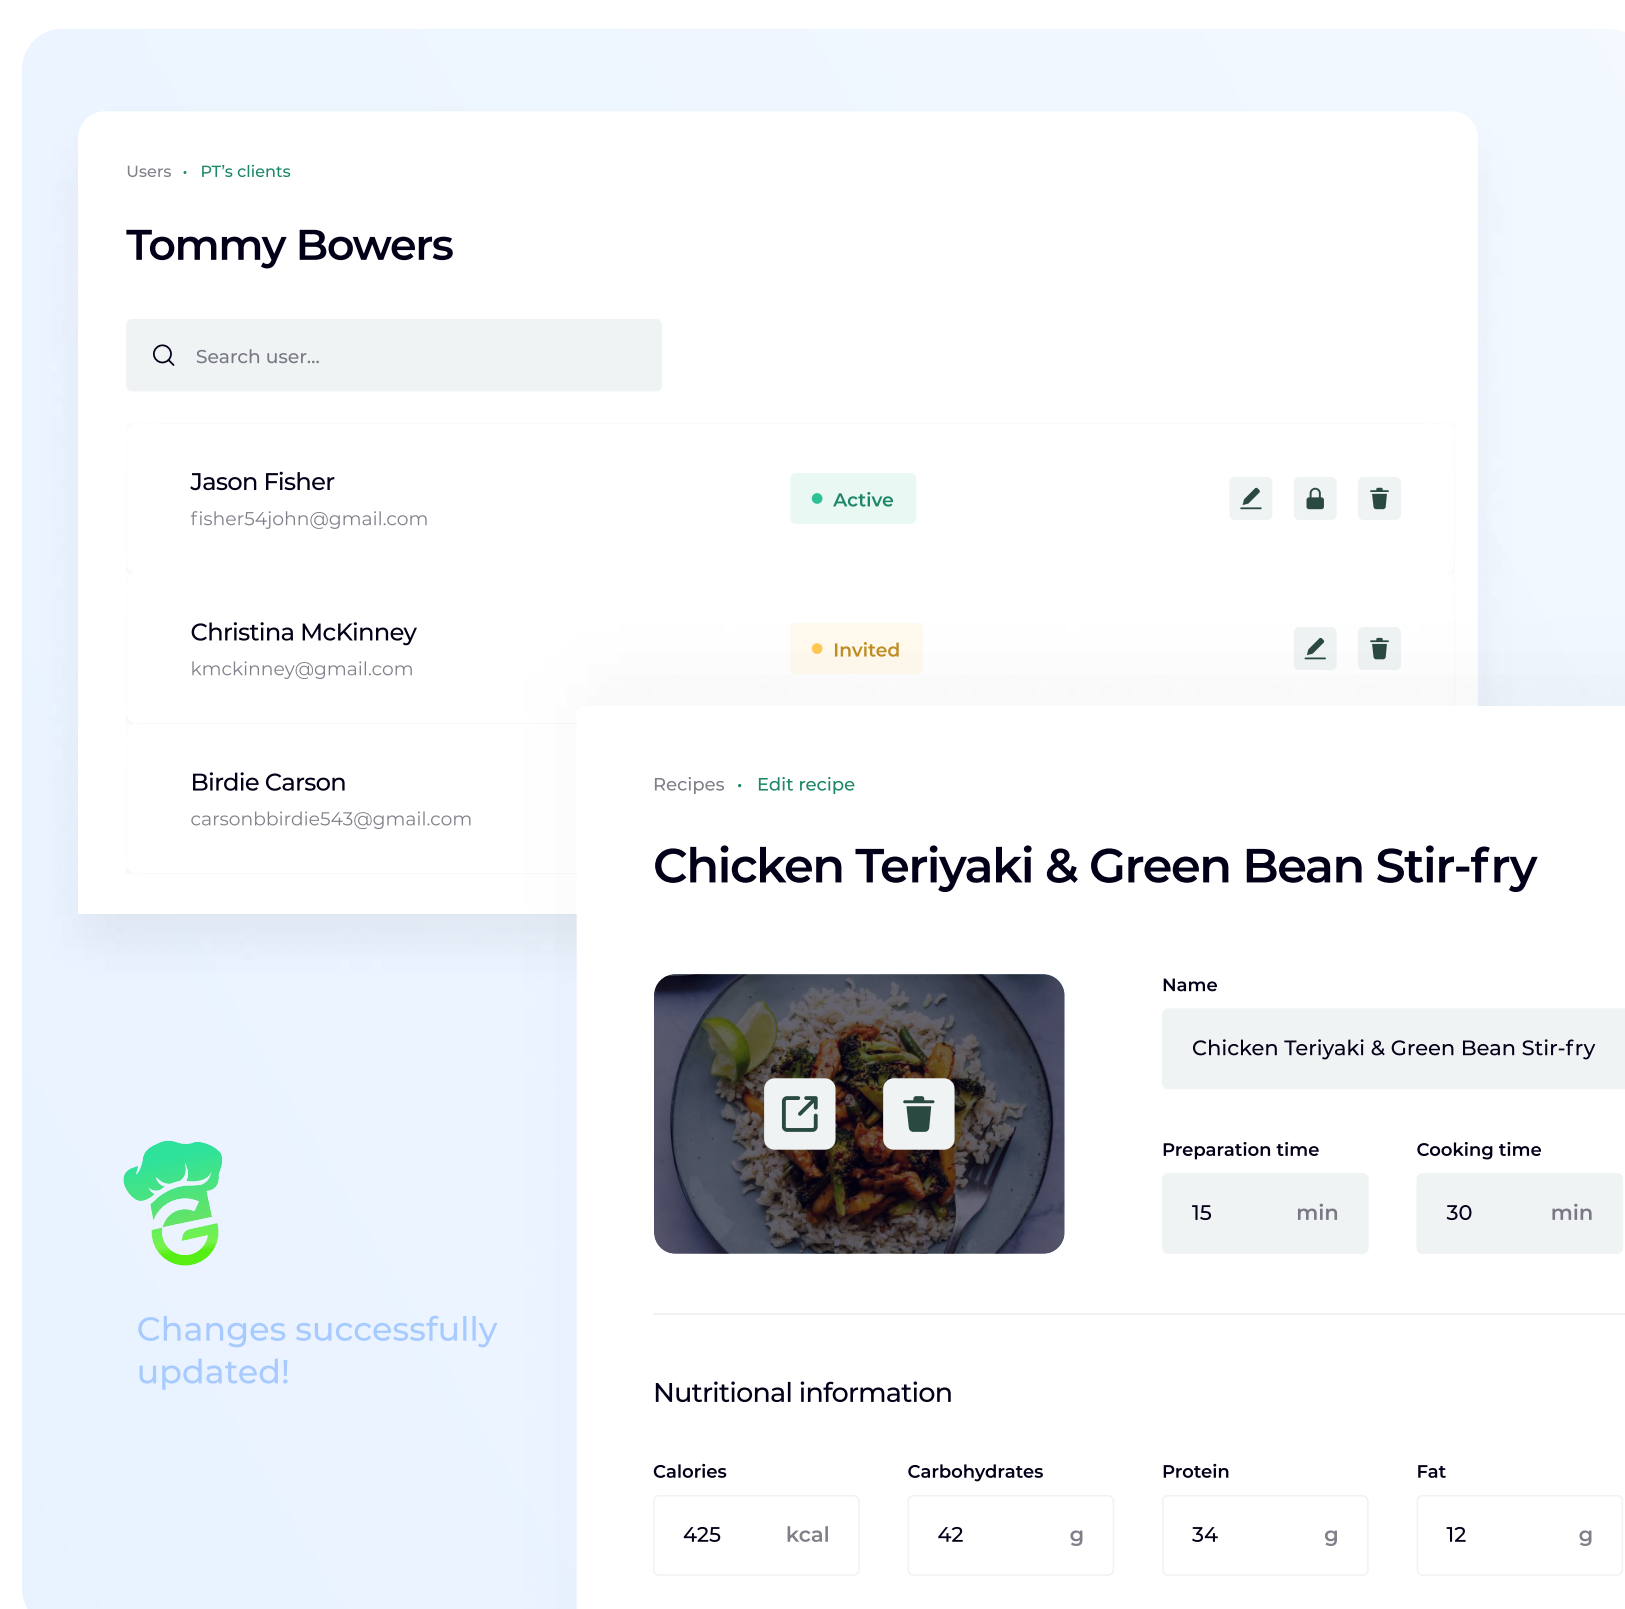 Users • PT's clients
Tommy Bowers
Search user...
Jason Fisher
fisher54john@gmail.com
Active
Christina McKinney
kmckinney@gmail.com
Invited
Birdie Carson
carsonbbirdie543@gmail.com
Recipes • Edit recipe
Chicken Teriyaki & Green Bean Stir-fry
Name
Chicken Teriyaki & Green Bean Stir-fry
Preparation time
Cooking time
15 min
30 min
Changes successfully
updated!
Nutritional information
Calories
Carbohydrates
Protein
Fat
425 kcal
42 g
34 g
12 g